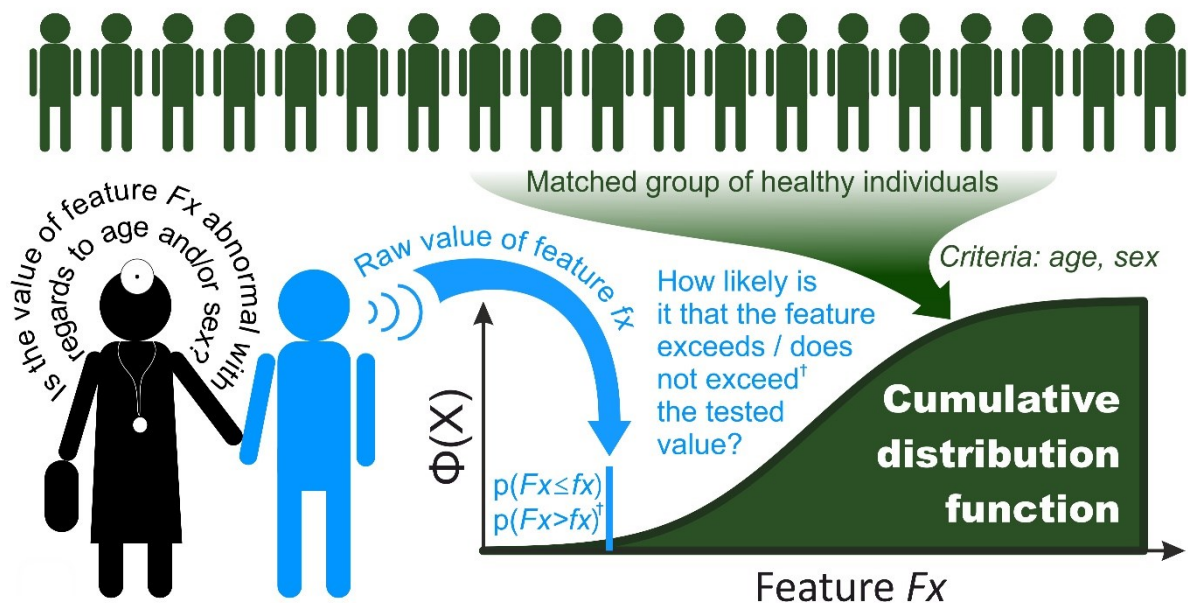 Matched group of healthy individuals
Criteria: age, sex
Is the value of feature Fx abnormal with
regards to age and/or sex?
Raw value of feature fx
How likely is
it that the feature
exceeds / does
not exceed†
the tested
value?
Φ(X)
p(Fx≤fx)
p(Fx>fx)†
Cumulative
distribution
function
Feature Fx